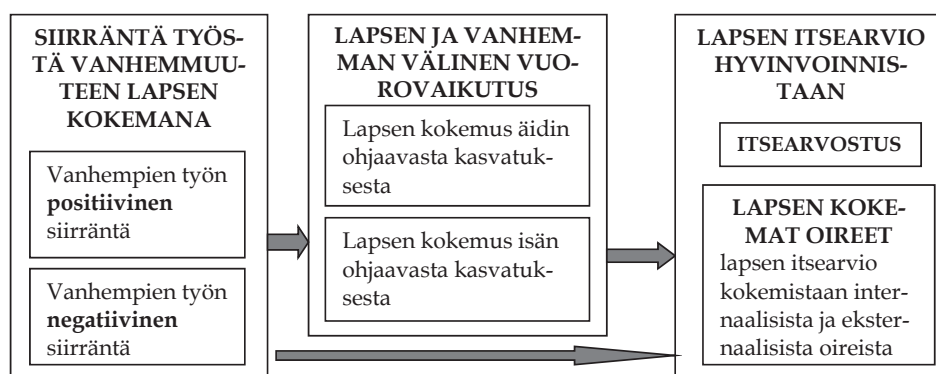 SIIRRÄNTÄ TYÖS-
TÄ VANHEMMUU-
TEEN LAPSEN
KOKEMANA
Vanhempien työn
positiivinen
siirräntä
Vanhempien työn
negatiivinen
siirräntä
LAPSEN JA VANHEM-
MAN VÄLINEN VUO-
ROVAIKUTUS
Lapsen kokemus äidin
ohjaavasta kasvatuk-
sesta
Lapsen kokemus isän
ohjaavasta kasvatuk-
sesta
LAPSEN ITSEARVIO
HYVINVOINNIS-
TAAN
ITSEARVOSTUS
LAPSEN KOKE-
MAT OIREET
lapsen itsearvio
kokemistaan inter-
naalisista ja ekster-
naalisista oireista